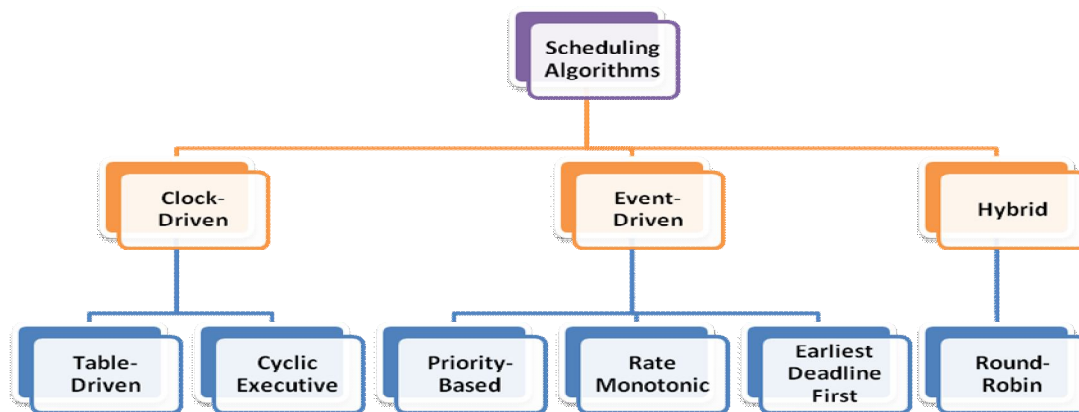 Scheduling
Algorithms
Clock-
Driven
Event-
Driven
Hybrid
Table-
Driven
Cyclic
Executive
Priority-
Based
Rate
Monotonic
Earliest
Deadline
First
Round-
Robin